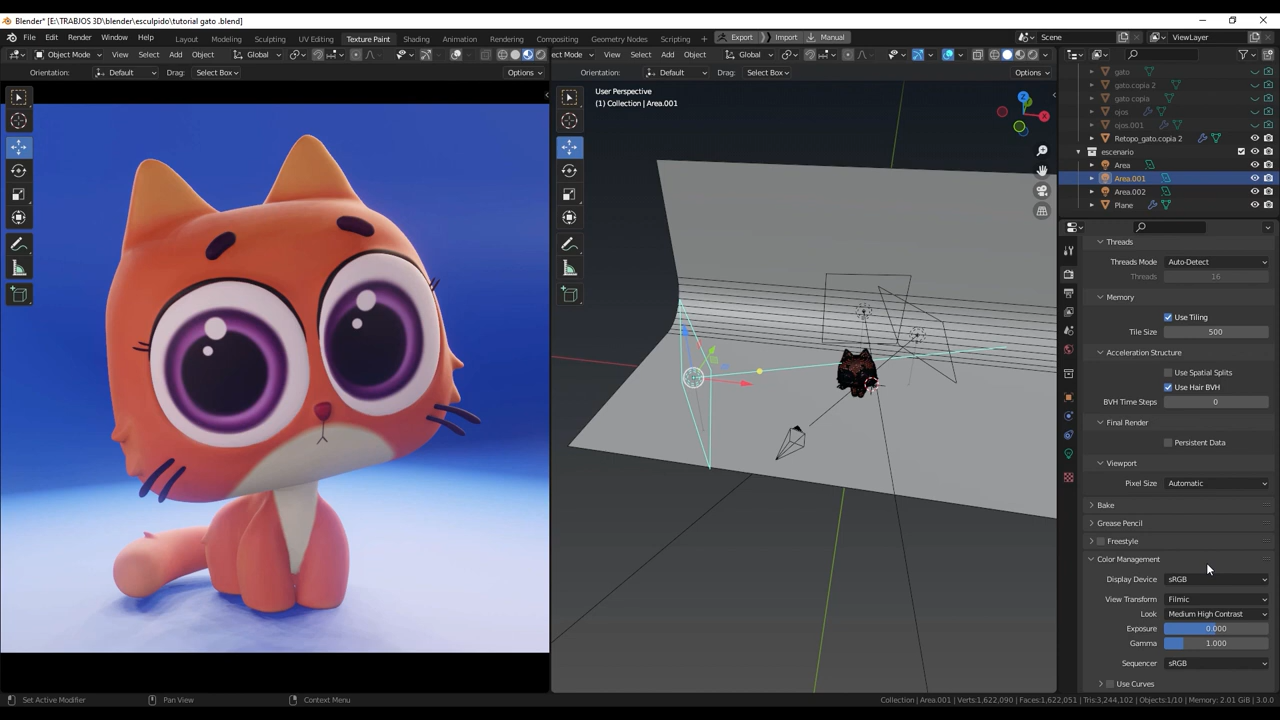 Blender* [E:\TRABJOS 3D\blender\esculpido\tutorial gato .blend]
File Edit Render Window Help Layout Modeling Sculpting UV Editing Texture Paint Shading Animation Rendering Compositing Geometry Nodes Scripting + Export Import Manual Scene ViewLayer
Object Mode View Select Add Object Global
ect Mode View Select Add Object Global
Orientation: Default Drag: Select Box Options
Orientation: Default Drag: Select Box Options
User Perspective
(1) Collection | Area.001
Z
X
gato
gato.copia 2
gato copia
ojos
ojos.001
Retopo_gato.copia 2
escenario
Area
Area.001
Area.002
Plane
Threads
Threads Mode Auto-Detect
Threads 16
Memory
Use Tiling
Tile Size 500
Acceleration Structure
Use Spatial Splits
Use Hair BVH
BVH Time Steps 0
Final Render
Persistent Data
Viewport
Pixel Size Automatic
Bake
Grease Pencil
Freestyle
Color Management
Display Device sRGB
View Transform Filmic
Look Medium High Contrast
Exposure 0.000
Gamma 1.000
Sequencer sRGB
Use Curves
Set Active Modifier Pan View Context Menu Collection | Area.001 | Verts:1,622,090 | Faces:1,622,051 | Tris:3,244,102 | Objects:1/10 | Memory: 2.01 GiB | 3.0.0